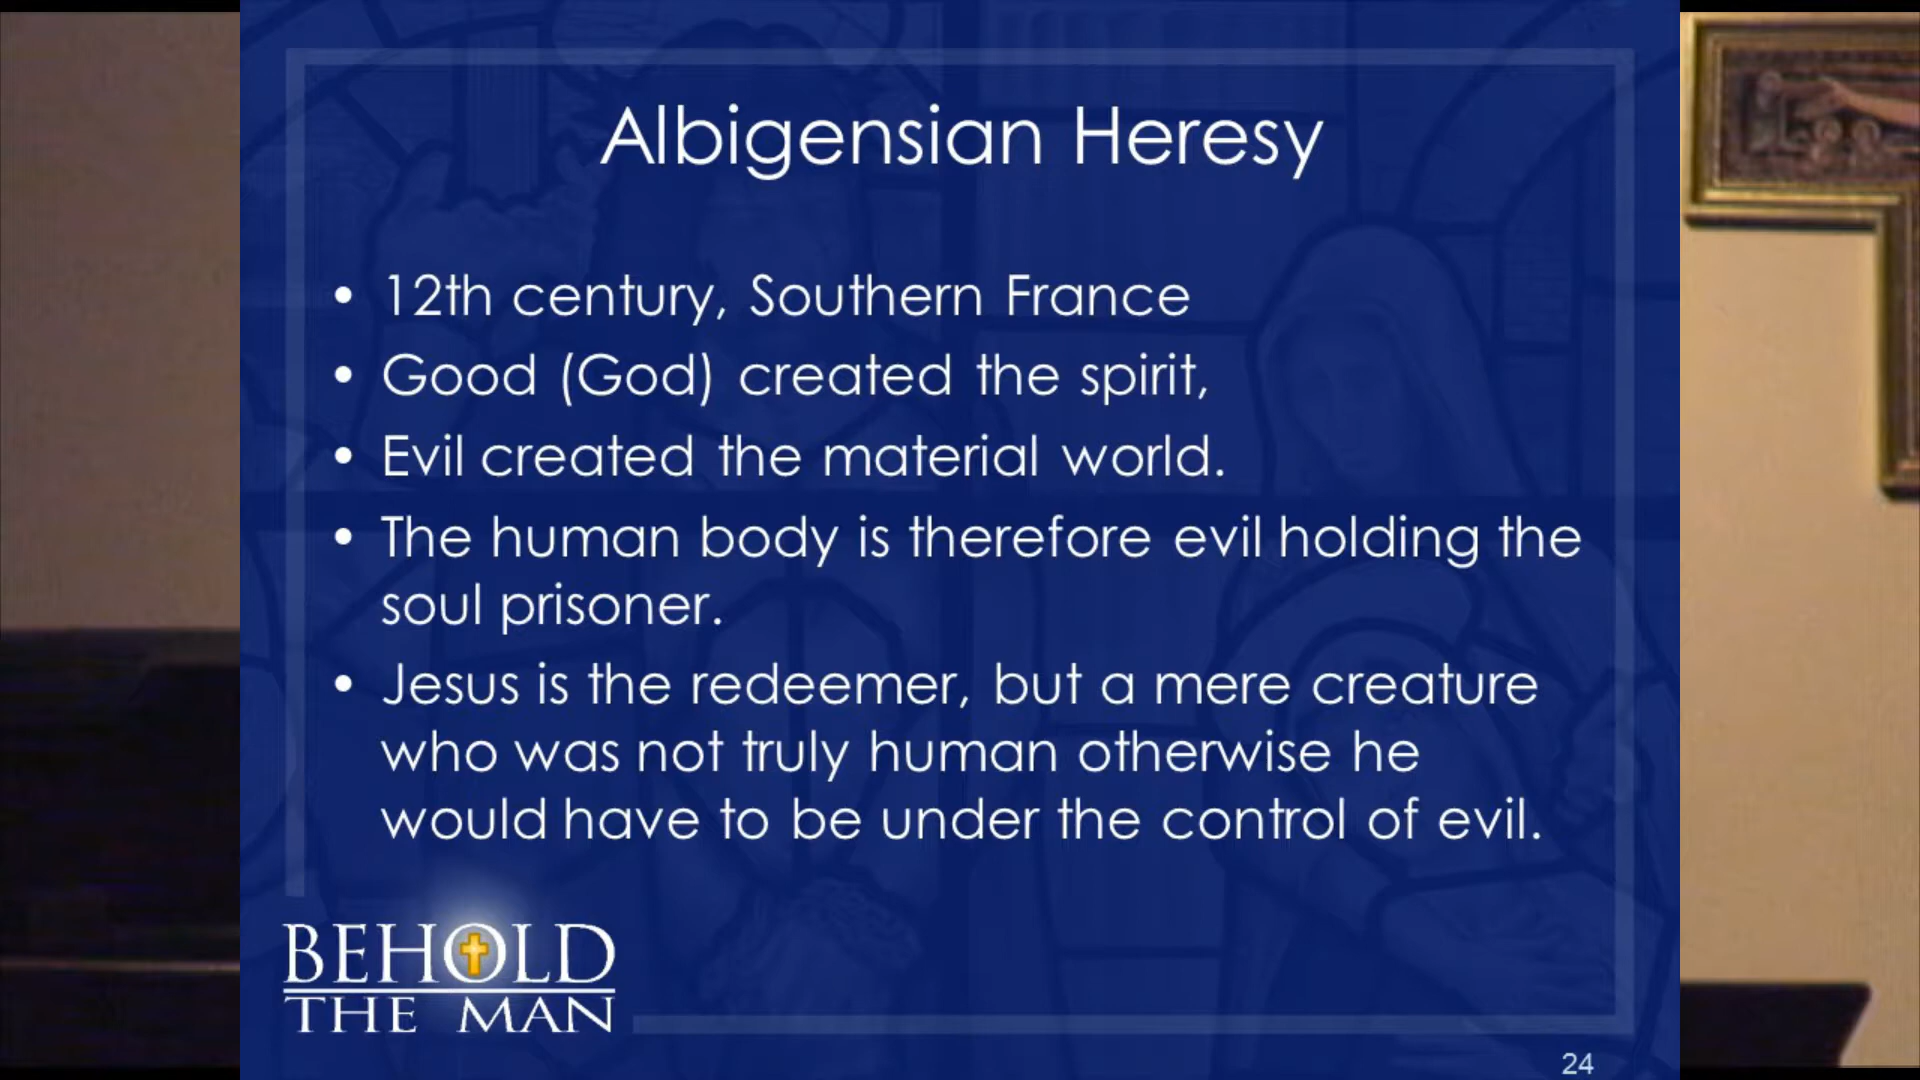 Albigensian Heresy
• 12th century, Southern France
• Good (God) created the spirit,
• Evil created the material world.
• The human body is therefore evil holding the
soul prisoner.
• Jesus is the redeemer, but a mere creature
who was not truly human otherwise he
would have to be under the control of evil.
BEHOLD
THE MAN
24